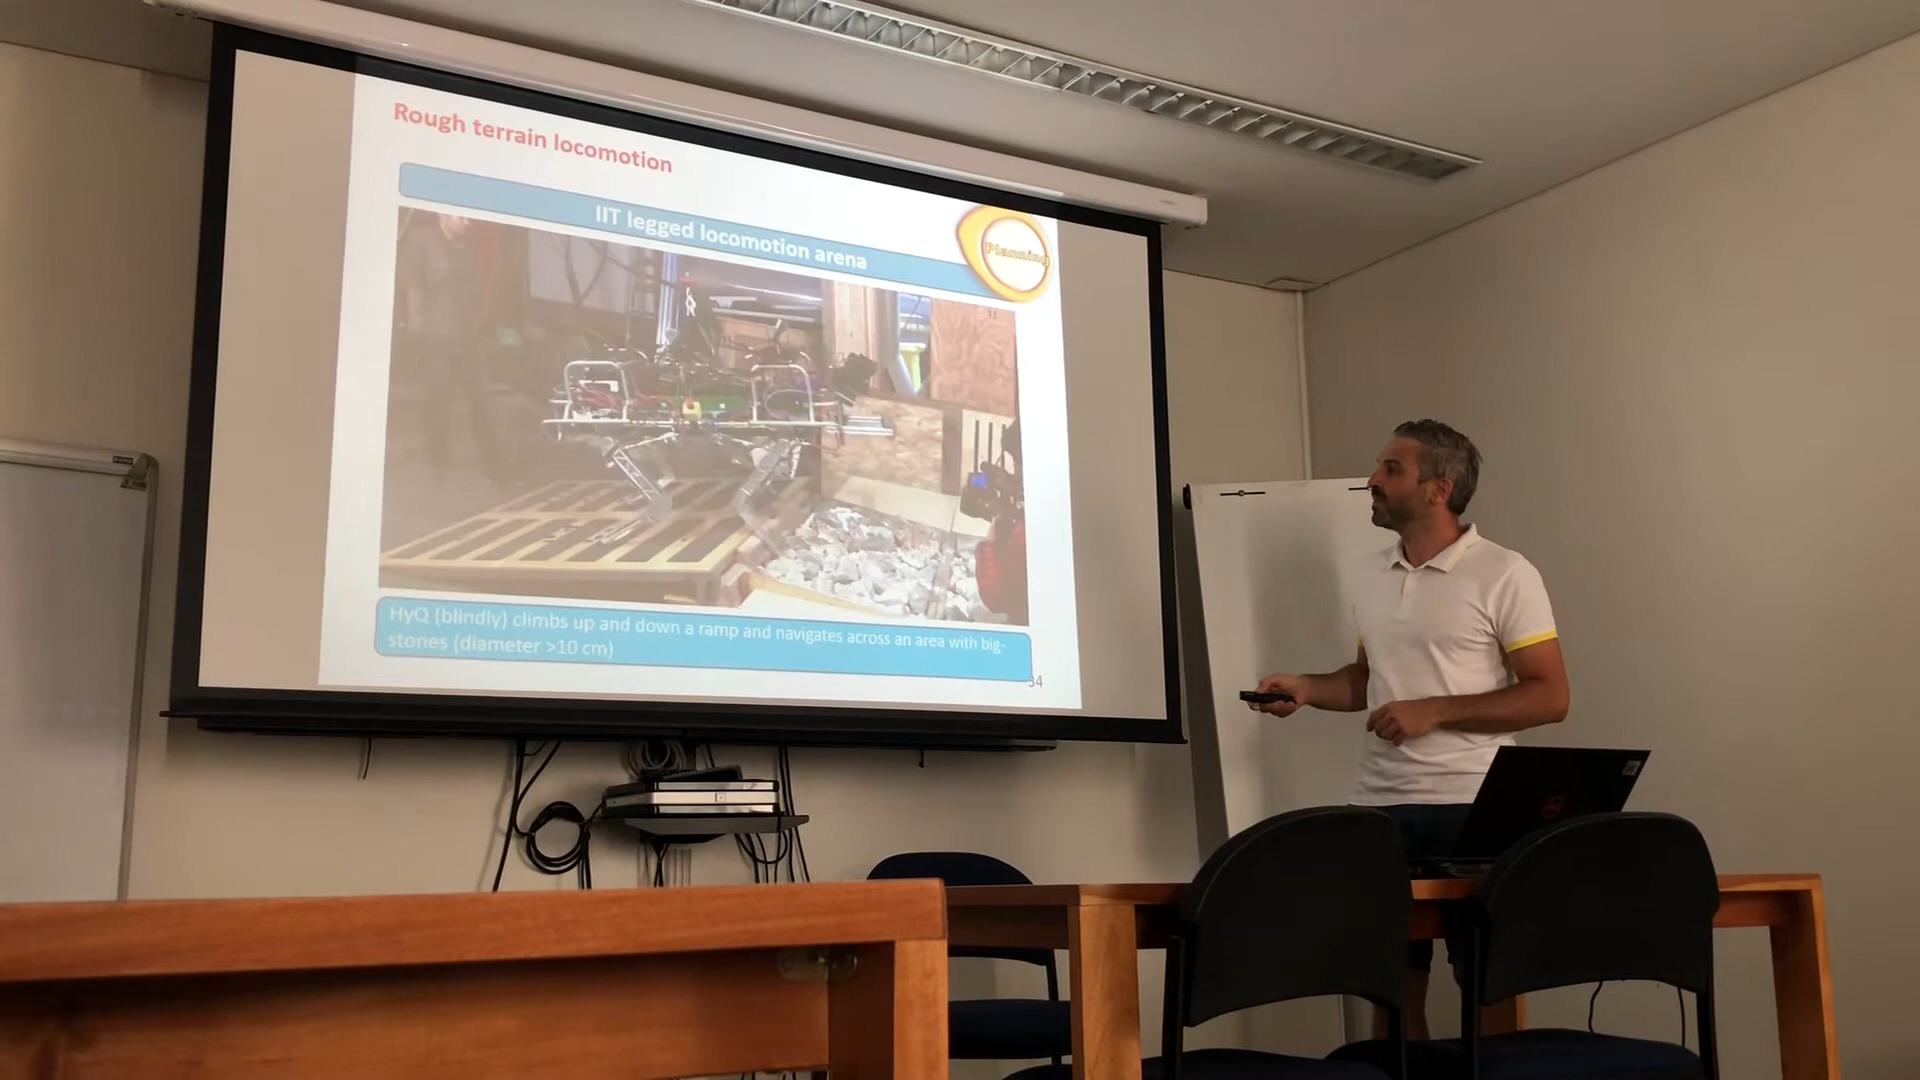 Rough terrain locomotion
IIT legged locomotion arena
Planning
HyQ (blindly) climbs up and down a ramp and navigates across an area with big-
stones (diameter >10 cm)
34